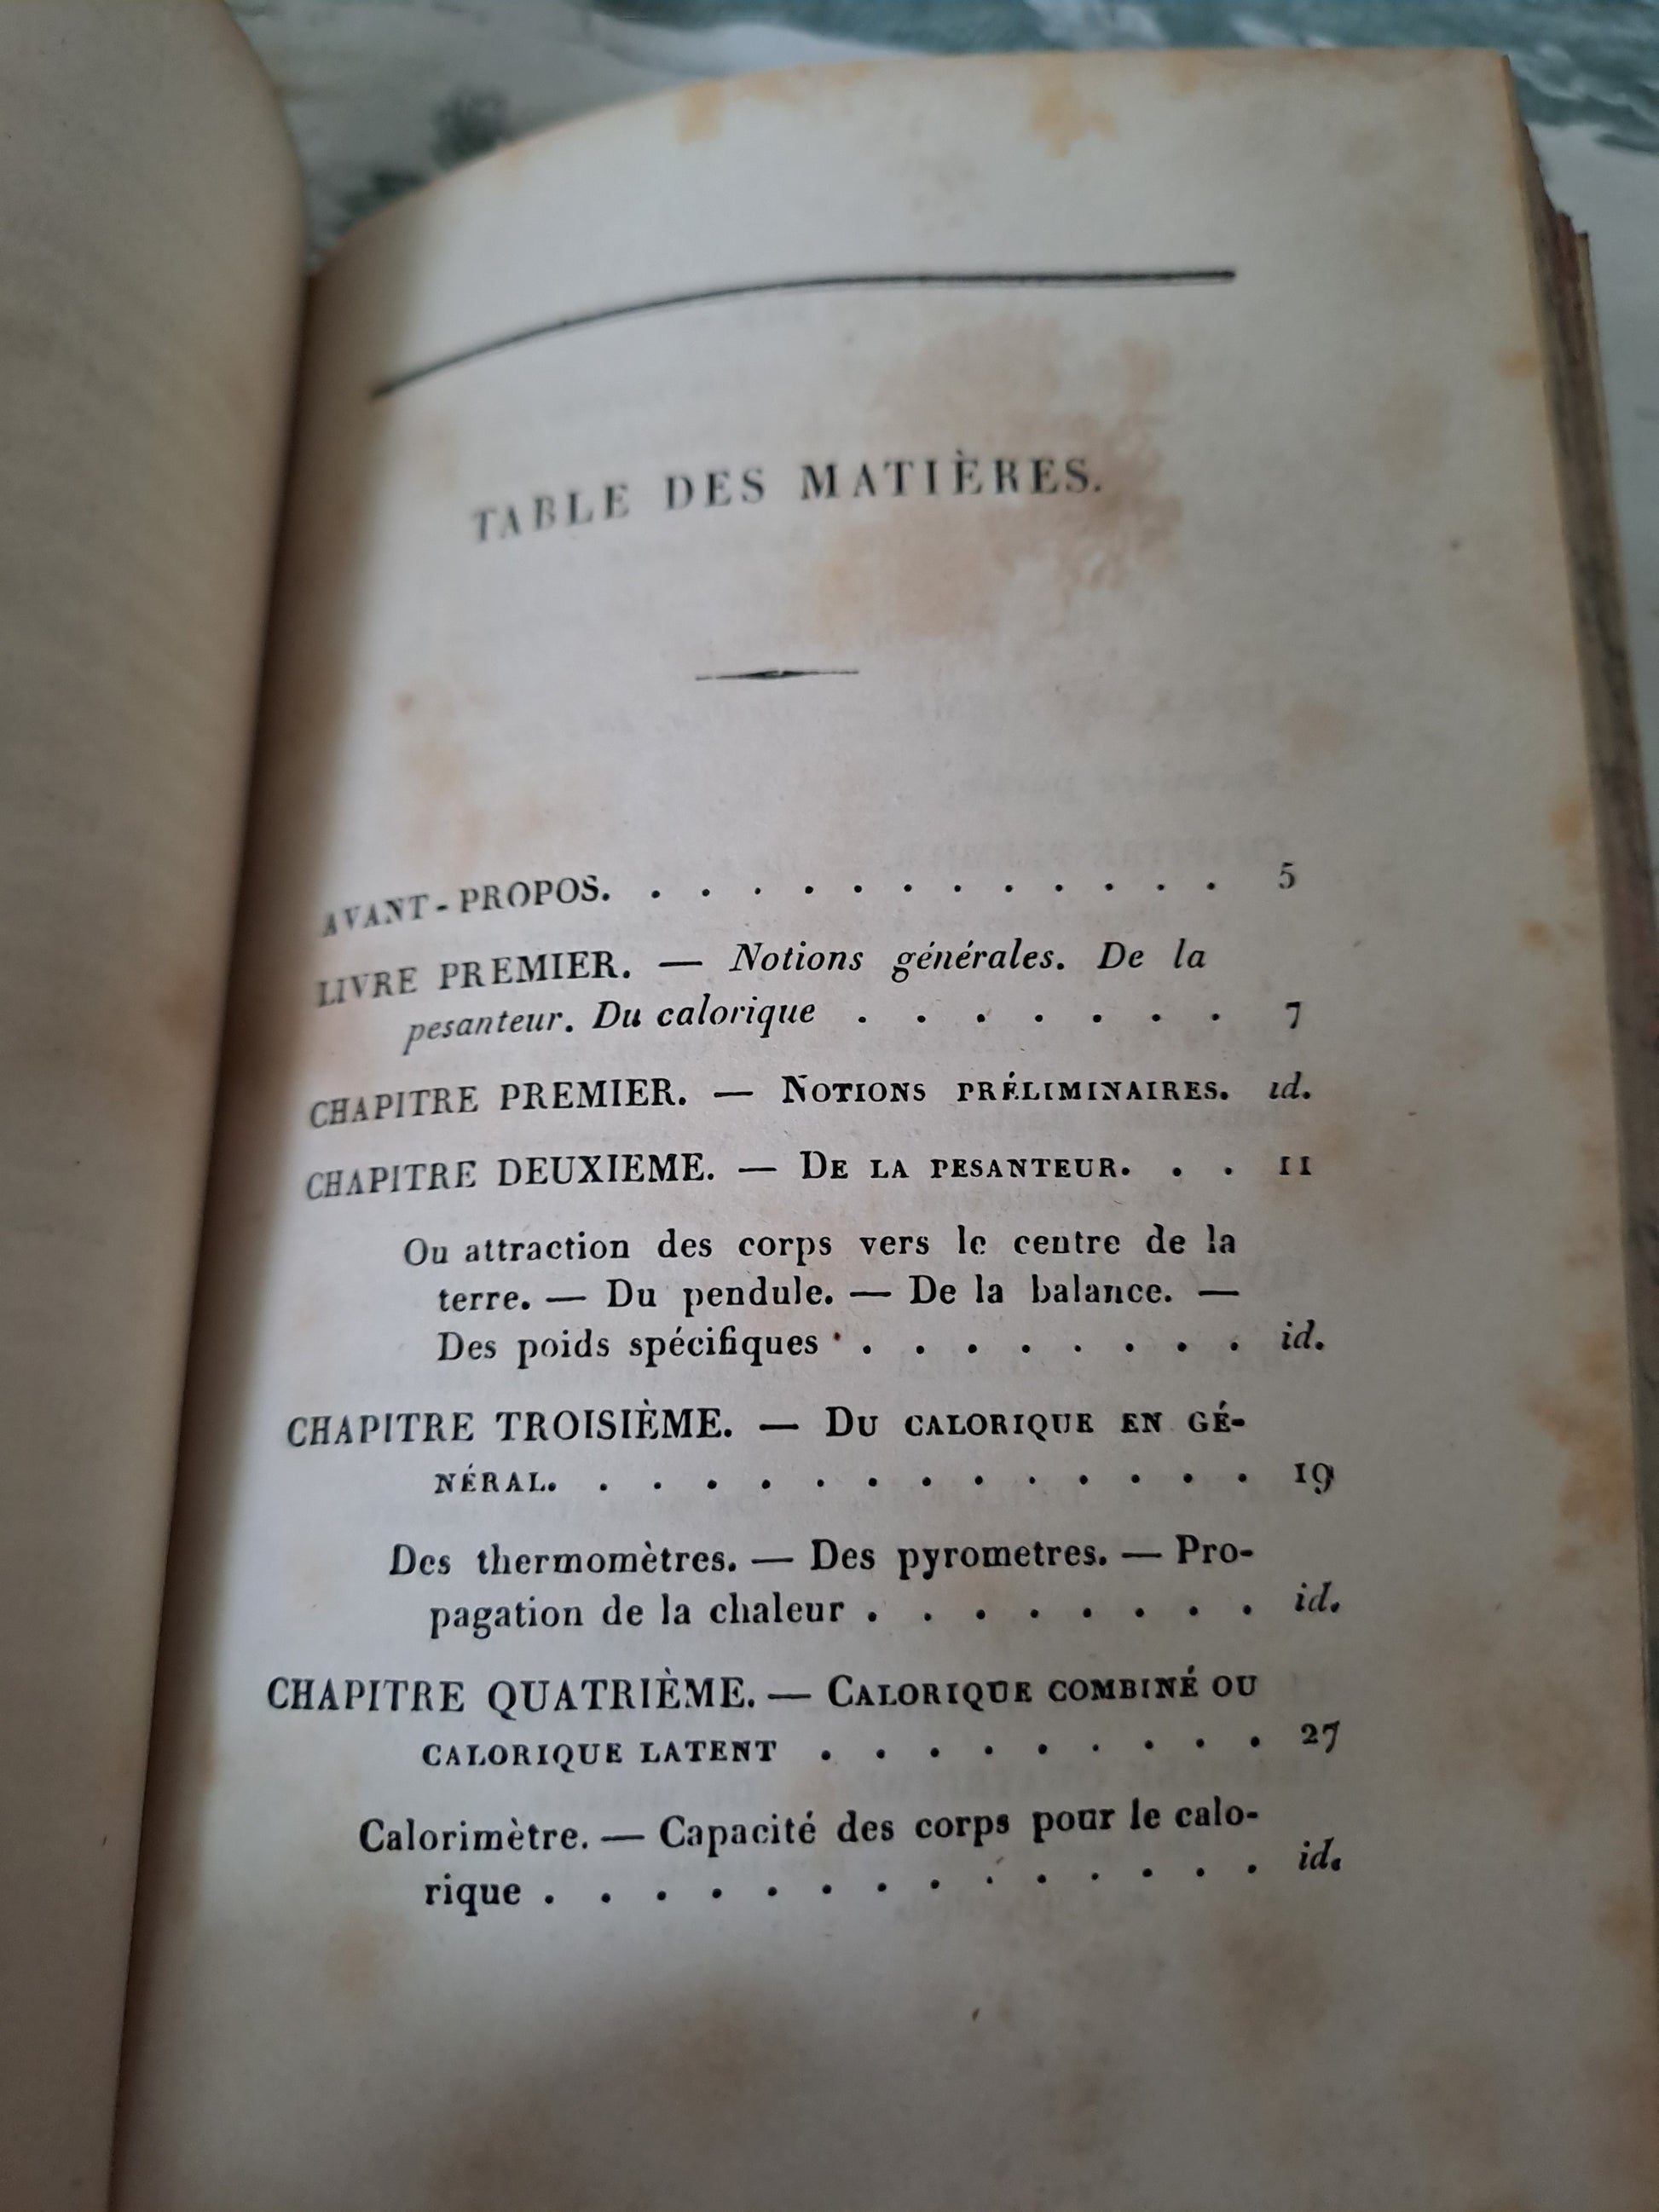 TABLE DES MATIÈRES.
AVANT-PROPOS. . . . . . . . . . . . . 5
LIVRE PREMIER. — Notions générales. De la
pesanteur. Du calorique . . . . . . . 7
CHAPITRE PREMIER. — NOTIONS PRÉLIMINAIRES. id.
CHAPITRE DEUXIEME. — DE LA PESANTEUR. . . 11
Ou attraction des corps vers le centre de la
terre. — Du pendule. — De la balance. —
Des poids spécifiques . . . . . . . . id.
CHAPITRE TROISIÈME. — DU CALORIQUE EN GÉ-
NÉRAL. . . . . . . . . . . . . . 19
Des thermomètres. — Des pyrometres. — Pro-
pagation de la chaleur . . . . . . . . id.
CHAPITRE QUATRIÈME. — CALORIQUE COMBINÉ OU
CALORIQUE LATENT . . . . . . . . . 27
Calorimètre. — Capacité des corps pour le calo-
rique . . . . . . . . . . . . . . id.